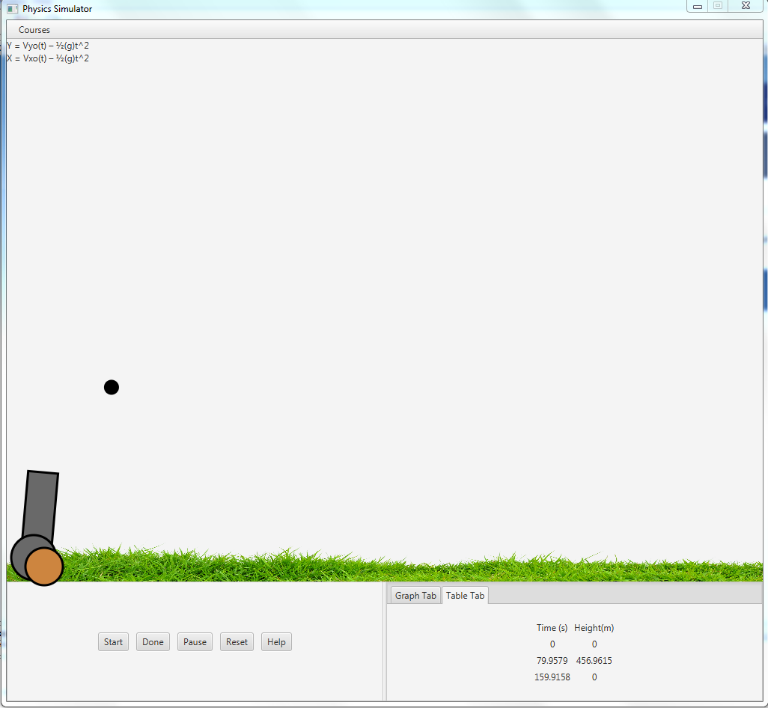 Physics Simulator
Courses
Y = Vyo(t) – ½(g)t^2
X = Vxo(t) – ½(g)t^2
Start Done Pause Reset Help
Graph Tab Table Tab
Time (s) Height(m)
0 0
79.9579 456.9615
159.9158 0